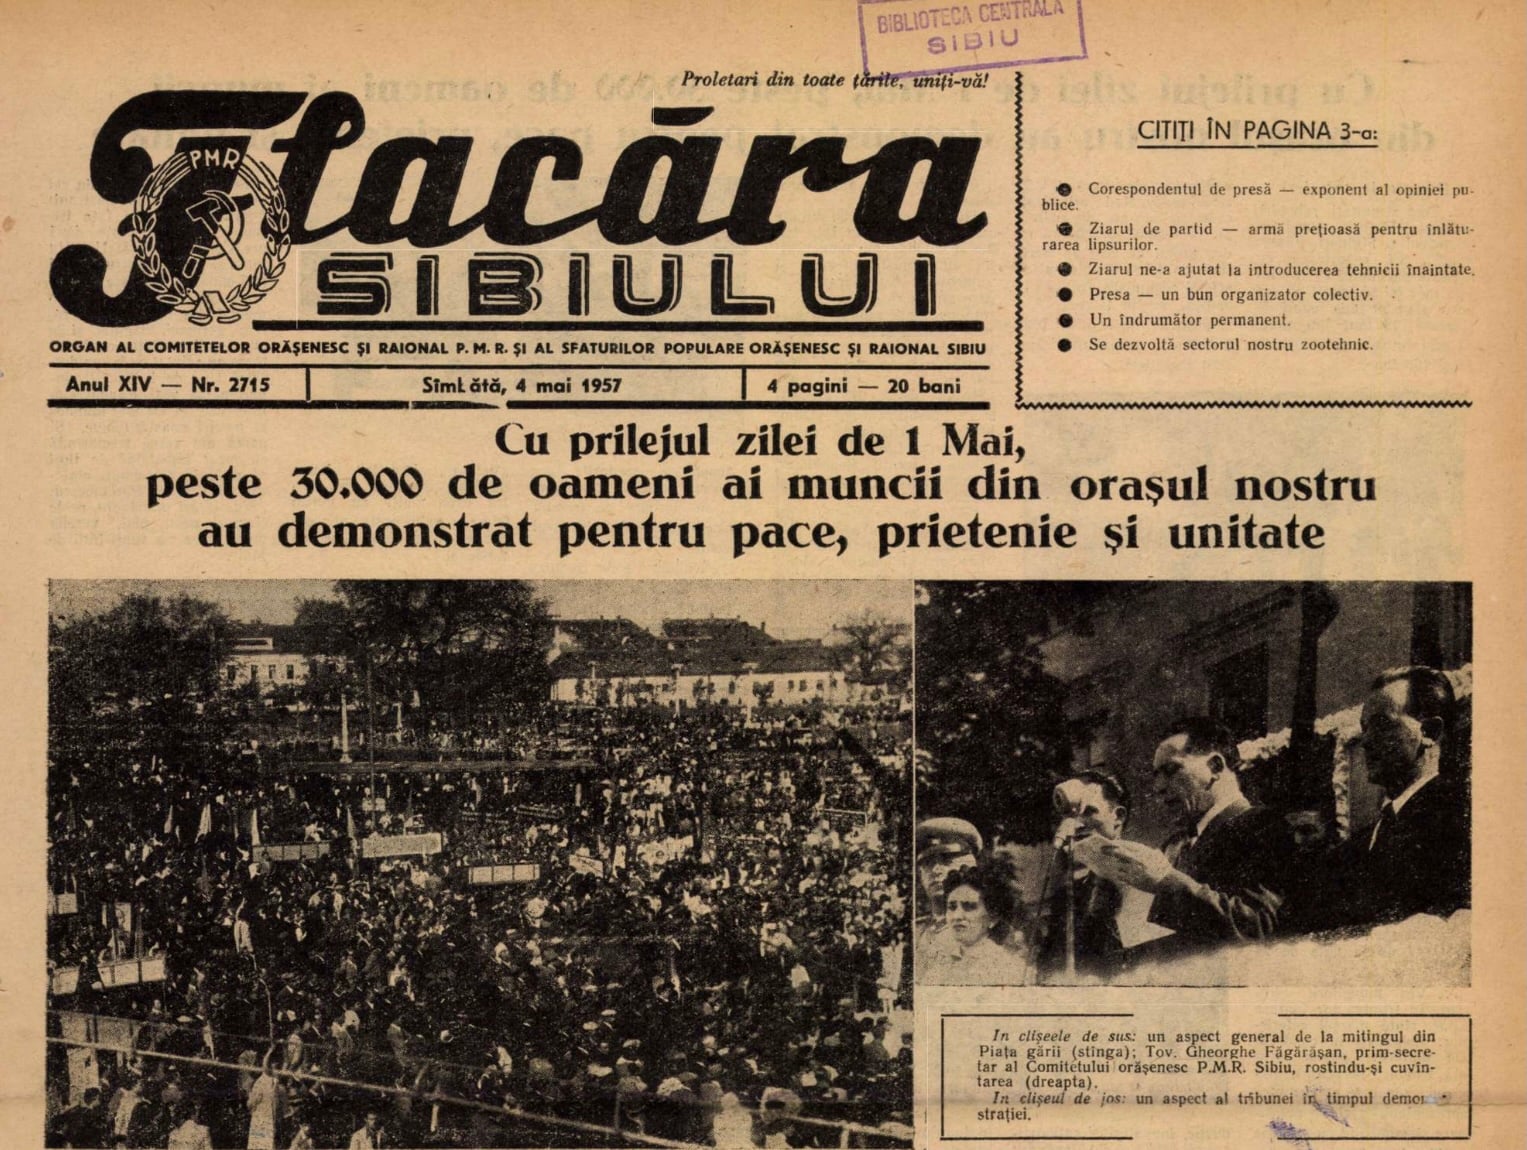 BIBLIOTECA CENTRALA
SIBIU
Proletari din toate țările, uniți-vă!
PMR
Flacăra
SIBIULUI
ORGAN AL COMITETELOR ORĂȘENESC ȘI RAIONAL P. M. R. ȘI AL SFATURILOR POPULARE ORĂȘENESC ȘI RAIONAL SIBIU
Anul XIV — Nr. 2715
Sîmbătă, 4 mai 1957
4 pagini — 20 bani
CITIȚI ÎN PAGINA 3-a:
● Corespondentul de presă — exponent al opiniei pu-
blice.
● Ziarul de partid — armă prețioasă pentru înlătu-
rarea lipsurilor.
● Ziarul ne-a ajutat la introducerea tehnicii înaintate.
● Presa — un bun organizator colectiv.
● Un îndrumător permanent.
● Se dezvoltă sectorul nostru zootehnic.
Cu prilejul zilei de 1 Mai,
peste 30.000 de oameni ai muncii din orașul nostru
au demonstrat pentru pace, prietenie și unitate
In clișeele de sus: un aspect general de la mitingul din
Piața gării (stînga); Tov. Gheorghe Făgărășan, prim-secre-
tar al Comitetului orășenesc P.M.R. Sibiu, rostindu-și cuvîn-
tarea (dreapta).
In clișeul de jos: un aspect al tribunei în timpul demon-
strației.